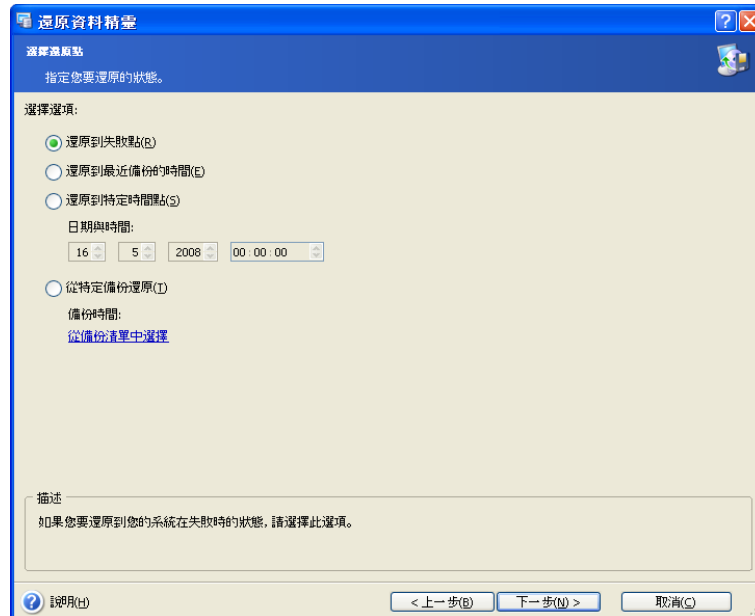 還原資料精靈
選擇還原點
指定您要還原的狀態。
選擇選項:
還原到失敗點(R)
還原到最近備份的時間(E)
還原到特定時間點(S)
日期與時間:
16 5 2008 00:00:00
從特定備份還原(T)
備份時間:
從備份清單中選擇
描述
如果您要還原到您的系統在失敗時的狀態, 請選擇此選項。
說明(H) < 上一步(B) 下一步(N) > 取消(C)